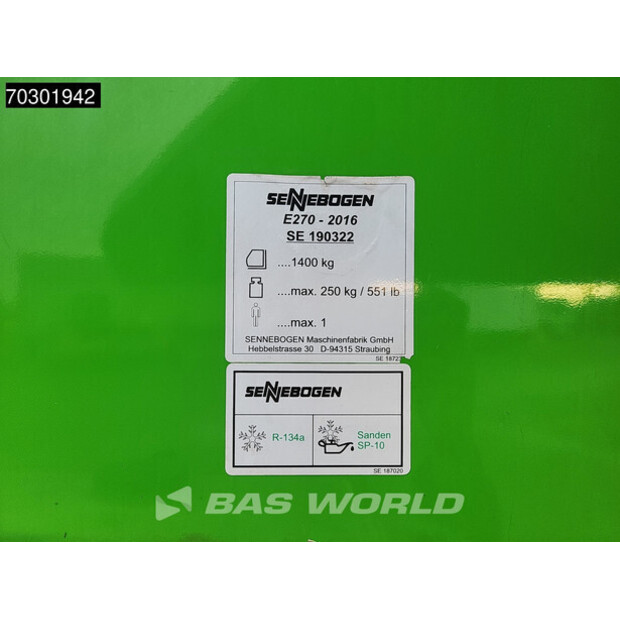 70301942
SENNEBOGEN
E270 - 2016
SE 190322
....1400 kg
....max. 250 kg / 551 lb
....max. 1
SENNEBOGEN Maschinenfabrik GmbH
Hebbelstrasse 30 D-94315 Straubing
SENNEBOGEN
R-134a
Sanden
SP-10
SE 187020
BAS WORLD